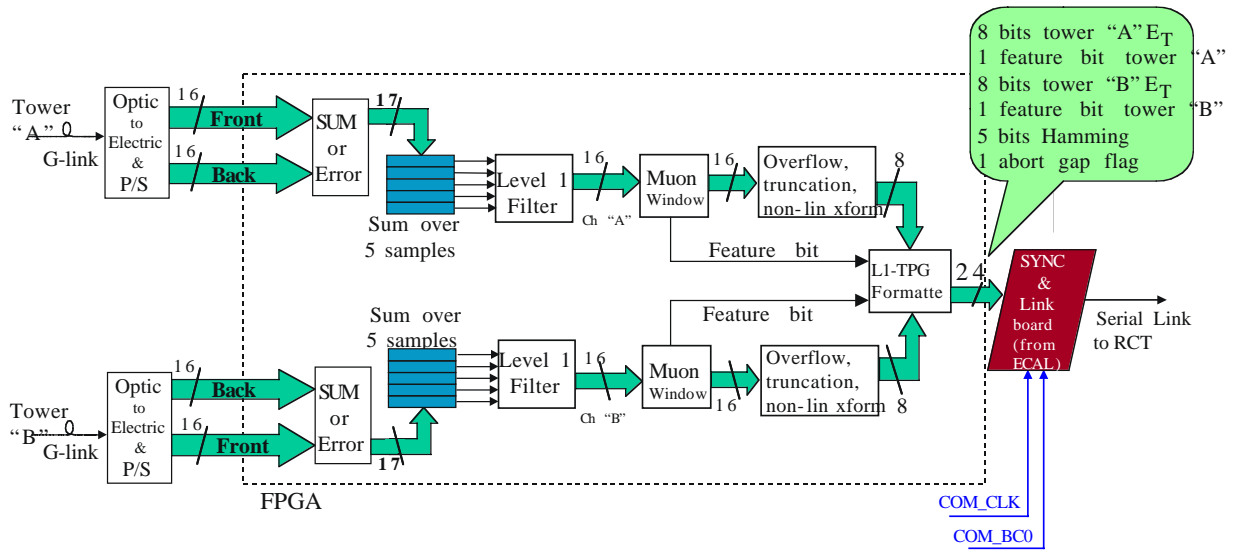 8 bits tower “A” ET
1 feature bit tower “A”
8 bits tower “B” ET
1 feature bit tower “B”
5 bits Hamming
1 abort gap flag
Tower
“A”
G-link
Optic
to
Electric
&
P/S
16
Front
16
Back
SUM
or
Error
17
Sum over
5 samples
Level 1
Filter
16
Ch “A”
Muon
Window
16
Overflow,
truncation,
non-lin xform
8
Feature bit
L1-TPG
Formatte
24
SYNC
&
Link
board
(from
ECAL)
Serial Link
to RCT
Feature bit
Tower
“B”
G-link
Optic
to
Electric
&
P/S
16
Back
16
Front
SUM
or
Error
17
Sum over
5 samples
Level 1
Filter
16
Ch “B”
Muon
Window
16
Overflow,
truncation,
non-lin xform
8
FPGA
COM_CLK
COM_BC0